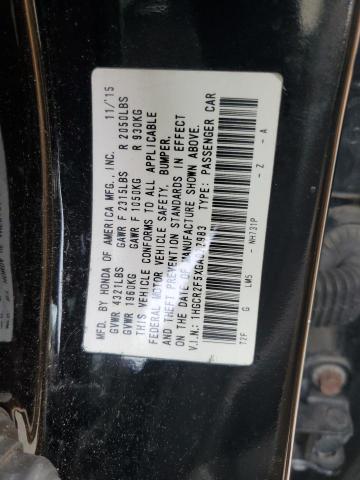 MFD. BY HONDA OF AMERICA MFG., INC. 11/15
GVWR 4321LBS GAWR F 2315LBS R 2050LBS
GVWR 1960KG GAWR F 1050KG R 930KG
THIS VEHICLE CONFORMS TO ALL APPLICABLE
FEDERAL MOTOR VEHICLE SAFETY, BUMPER,
AND THEFT PREVENTION STANDARDS IN EFFECT
ON THE DATE OF MANUFACTURE SHOWN ABOVE.
V.I.N.: TYPE: PASSENGER CAR
T2F G LM5 - NH731P - Z - A